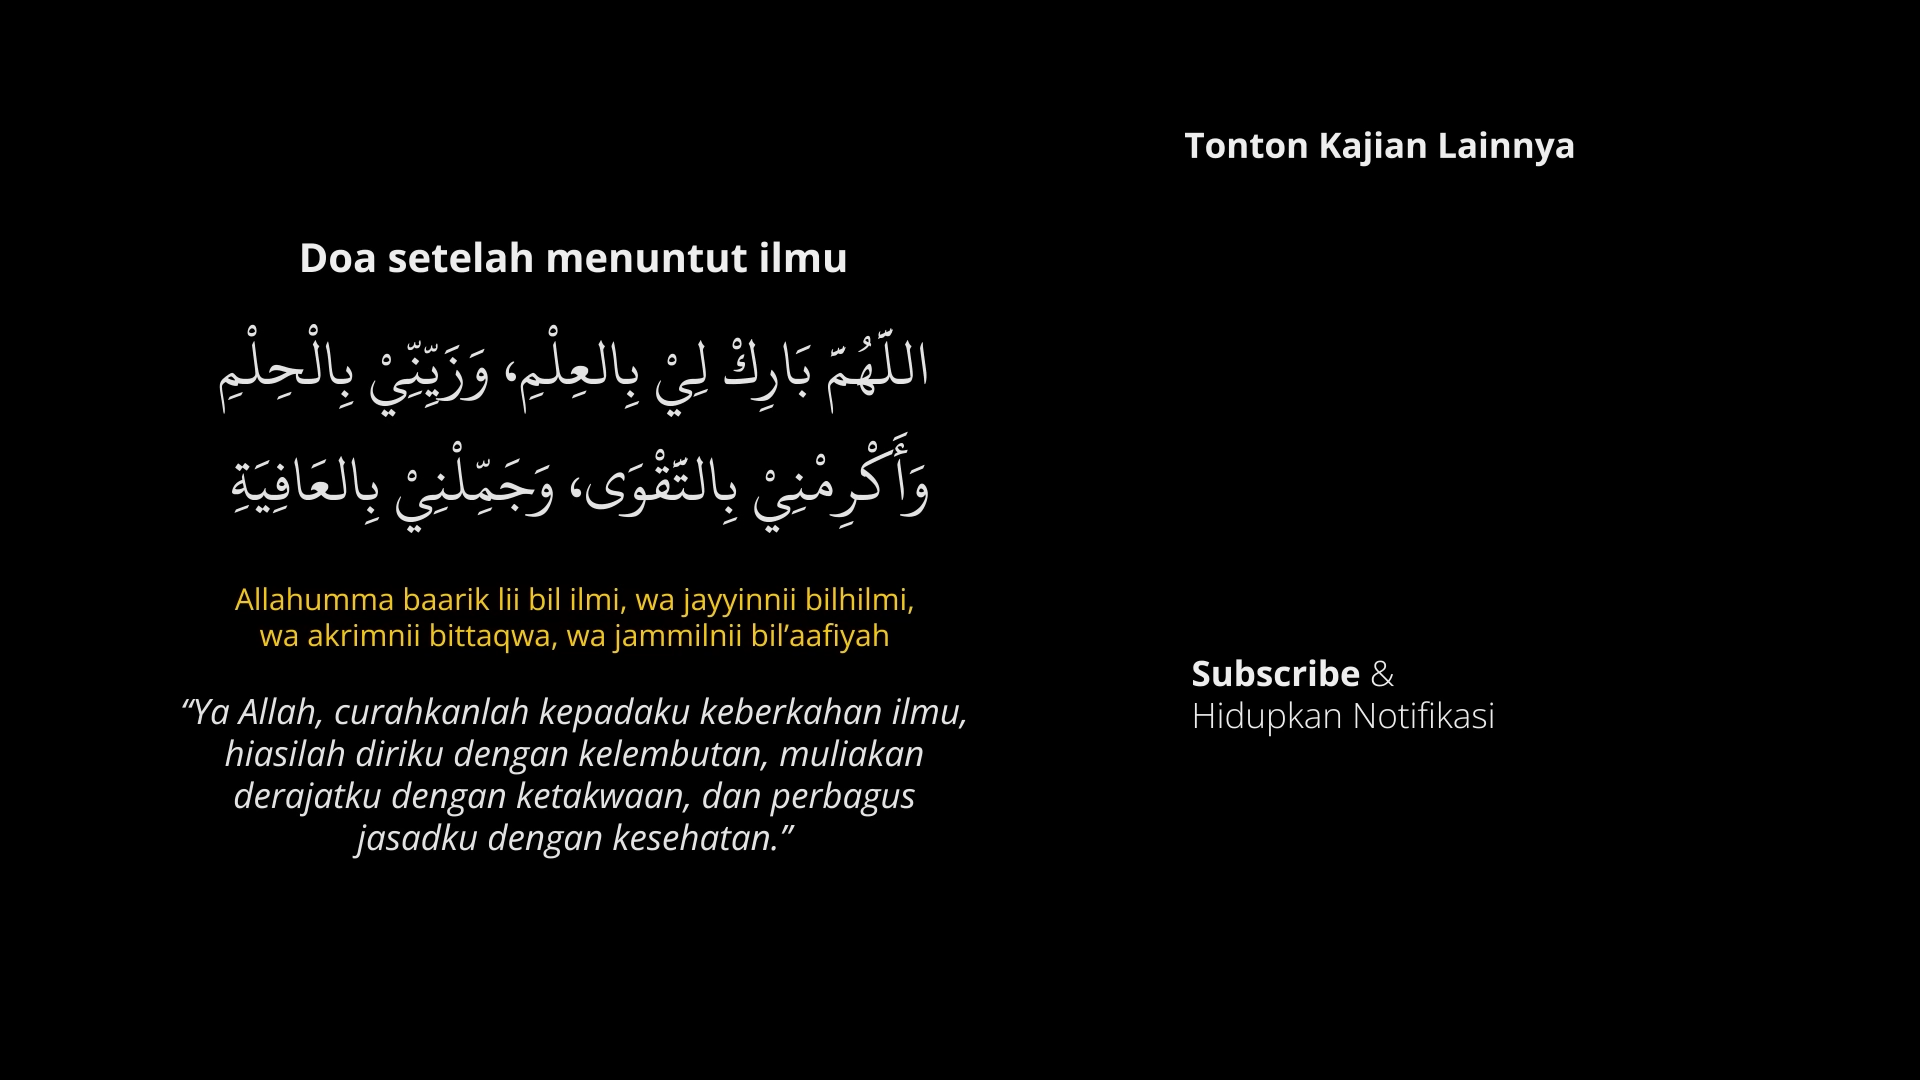 Doa setelah menuntut ilmu
اللَّهُمَّ بَارِكْ لِيْ بِالعِلْمِ، وَزَيِّنِّيْ بِالْحِلْمِ
وَأَكْرِمْنِيْ بِالتَّقْوَى، وَجَمِّلْنِيْ بِالعَافِيَةِ
Allahumma baarik lii bil ilmi, wa jayyinnii bilhilmi,
wa akrimnii bittaqwa, wa jammilnii bil’aafiyah
“Ya Allah, curahkanlah kepadaku keberkahan ilmu,
hiasilah diriku dengan kelembutan, muliakan
derajatku dengan ketakwaan, dan perbagus
jasadku dengan kesehatan.”
Tonton Kajian Lainnya
Subscribe &
Hidupkan Notifikasi